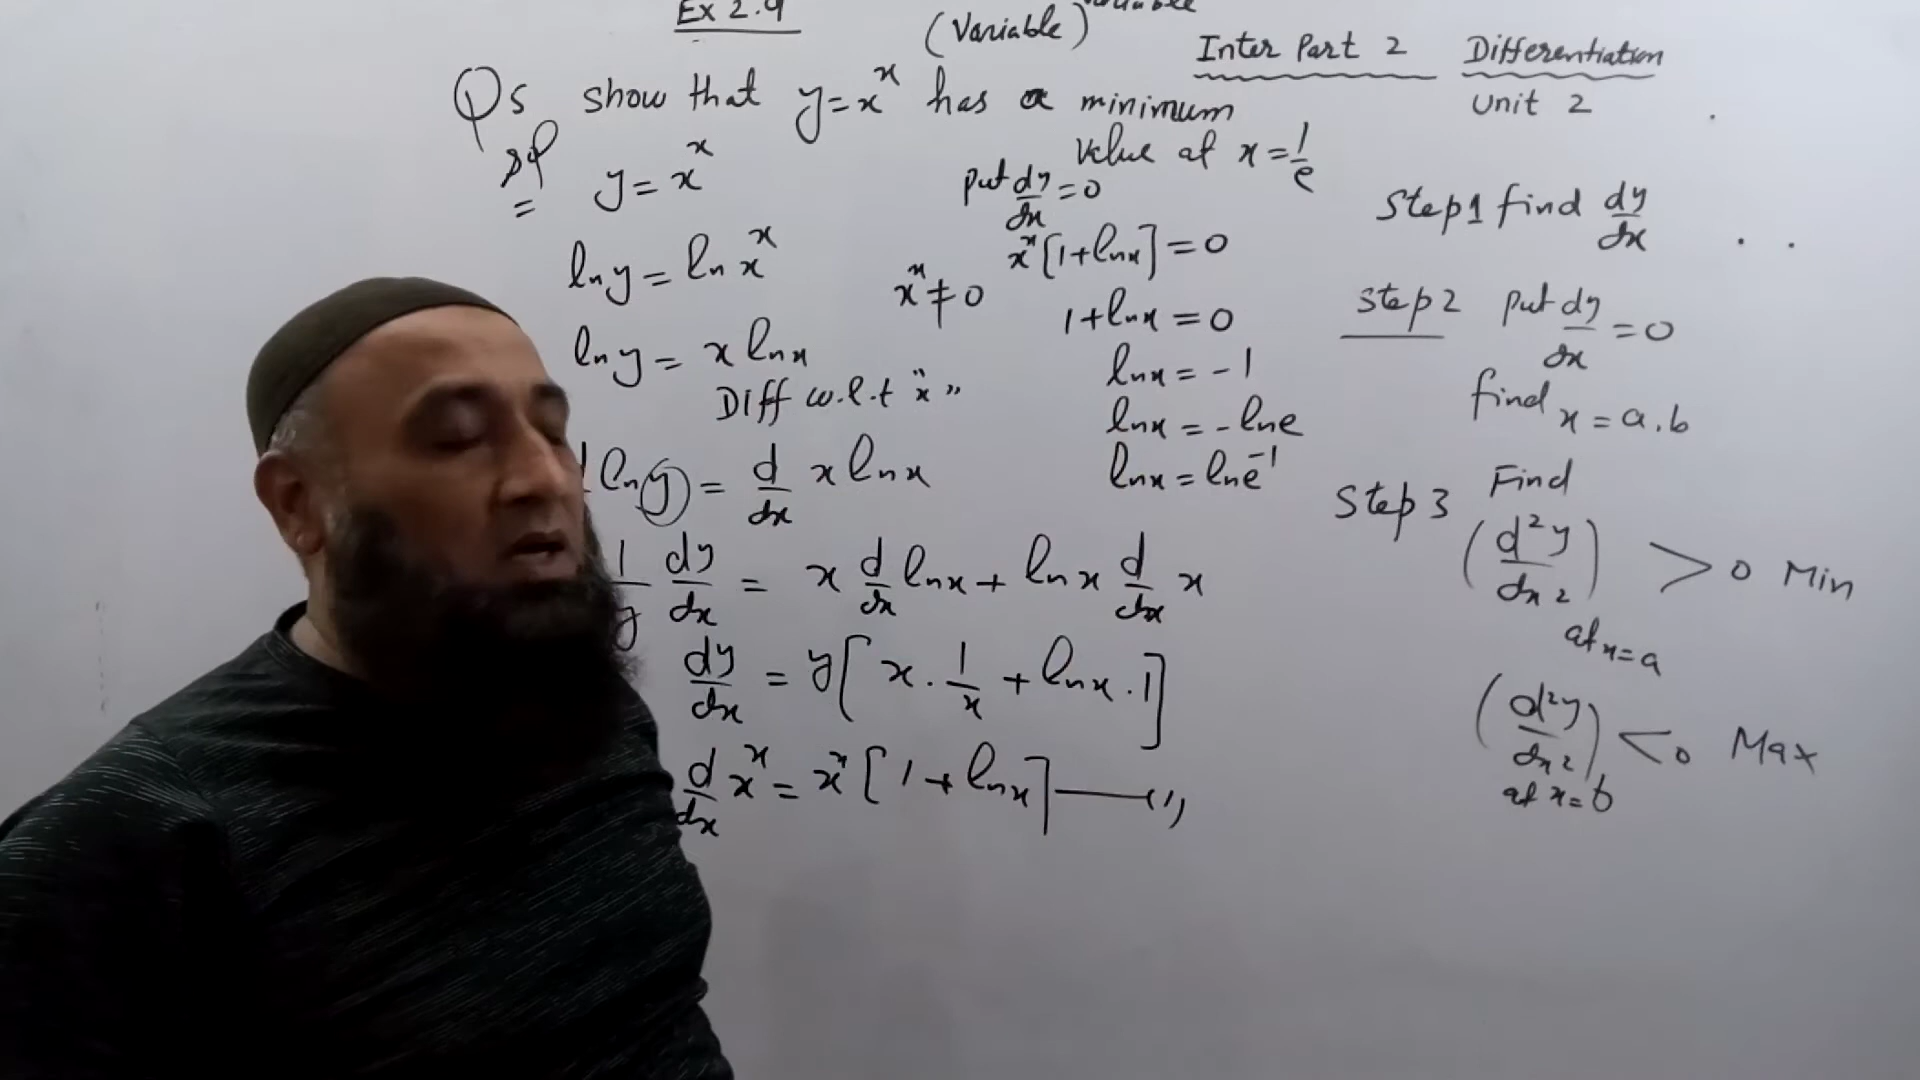 Ex 2.9
(Variable)
Inter Part 2 Differentiation
Unit 2
Q5 show that y = x^x has a minimum
value at x = 1/e
sol
=
y = x^x
ln y = ln x^x
ln y = x ln x
Diff w.r.t "x"
ln y = d/dx x ln x
1/y dy/dx = x d/dx ln x + ln x d/dx x
dy/dx = y[x . 1/x + ln x . 1]
d/dx x^x = x^x [1 + ln x] —— (1)
put dy/dx = 0
x^x [1 + ln x] = 0
x^x ≠ 0
1 + ln x = 0
ln x = -1
ln x = - ln e
ln x = ln e^-1
Step1 find dy/dx
Step 2 put dy/dx = 0
find x = a . b
Step 3 Find
(d²y/dx²) > 0 Min
at x = a
(d²y/dx²) < 0 Max
at x = b